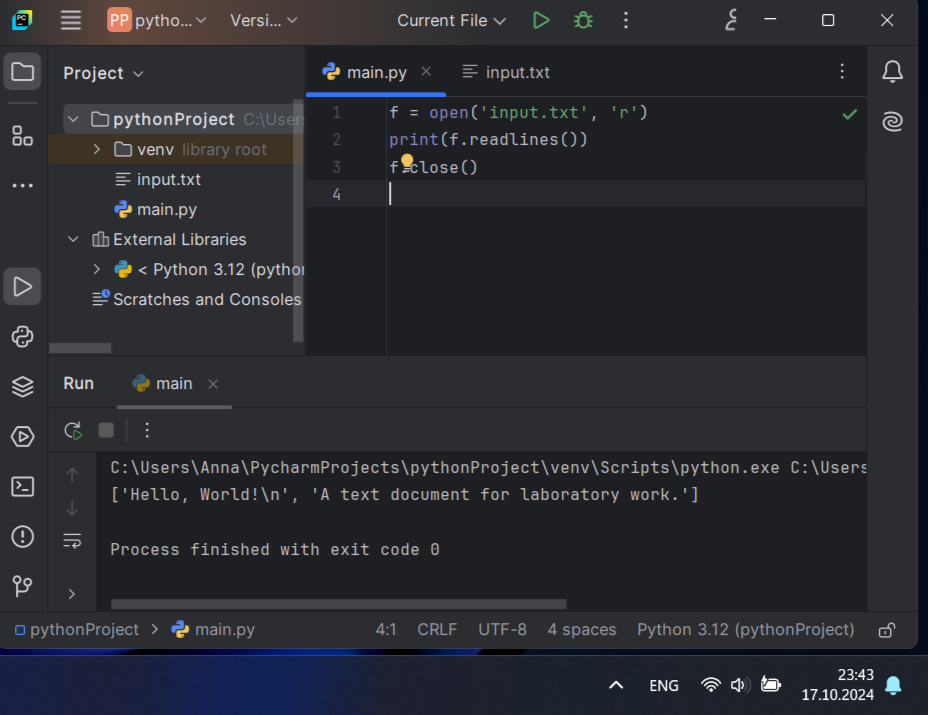 PP pytho... Versi... Current File
Project
main.py input.txt
pythonProject C:\Users
venv library root
input.txt
main.py
External Libraries
< Python 3.12 (pythor
Scratches and Consoles
1 f = open('input.txt', 'r')
2 print(f.readlines())
3 f.close()
4
Run main
C:\Users\Anna\PycharmProjects\pythonProject\venv\Scripts\python.exe C:\Users
['Hello, World!\n', 'A text document for laboratory work.']
Process finished with exit code 0
pythonProject > main.py 4:1 CRLF UTF-8 4 spaces Python 3.12 (pythonProject)
ENG
23:43
17.10.2024